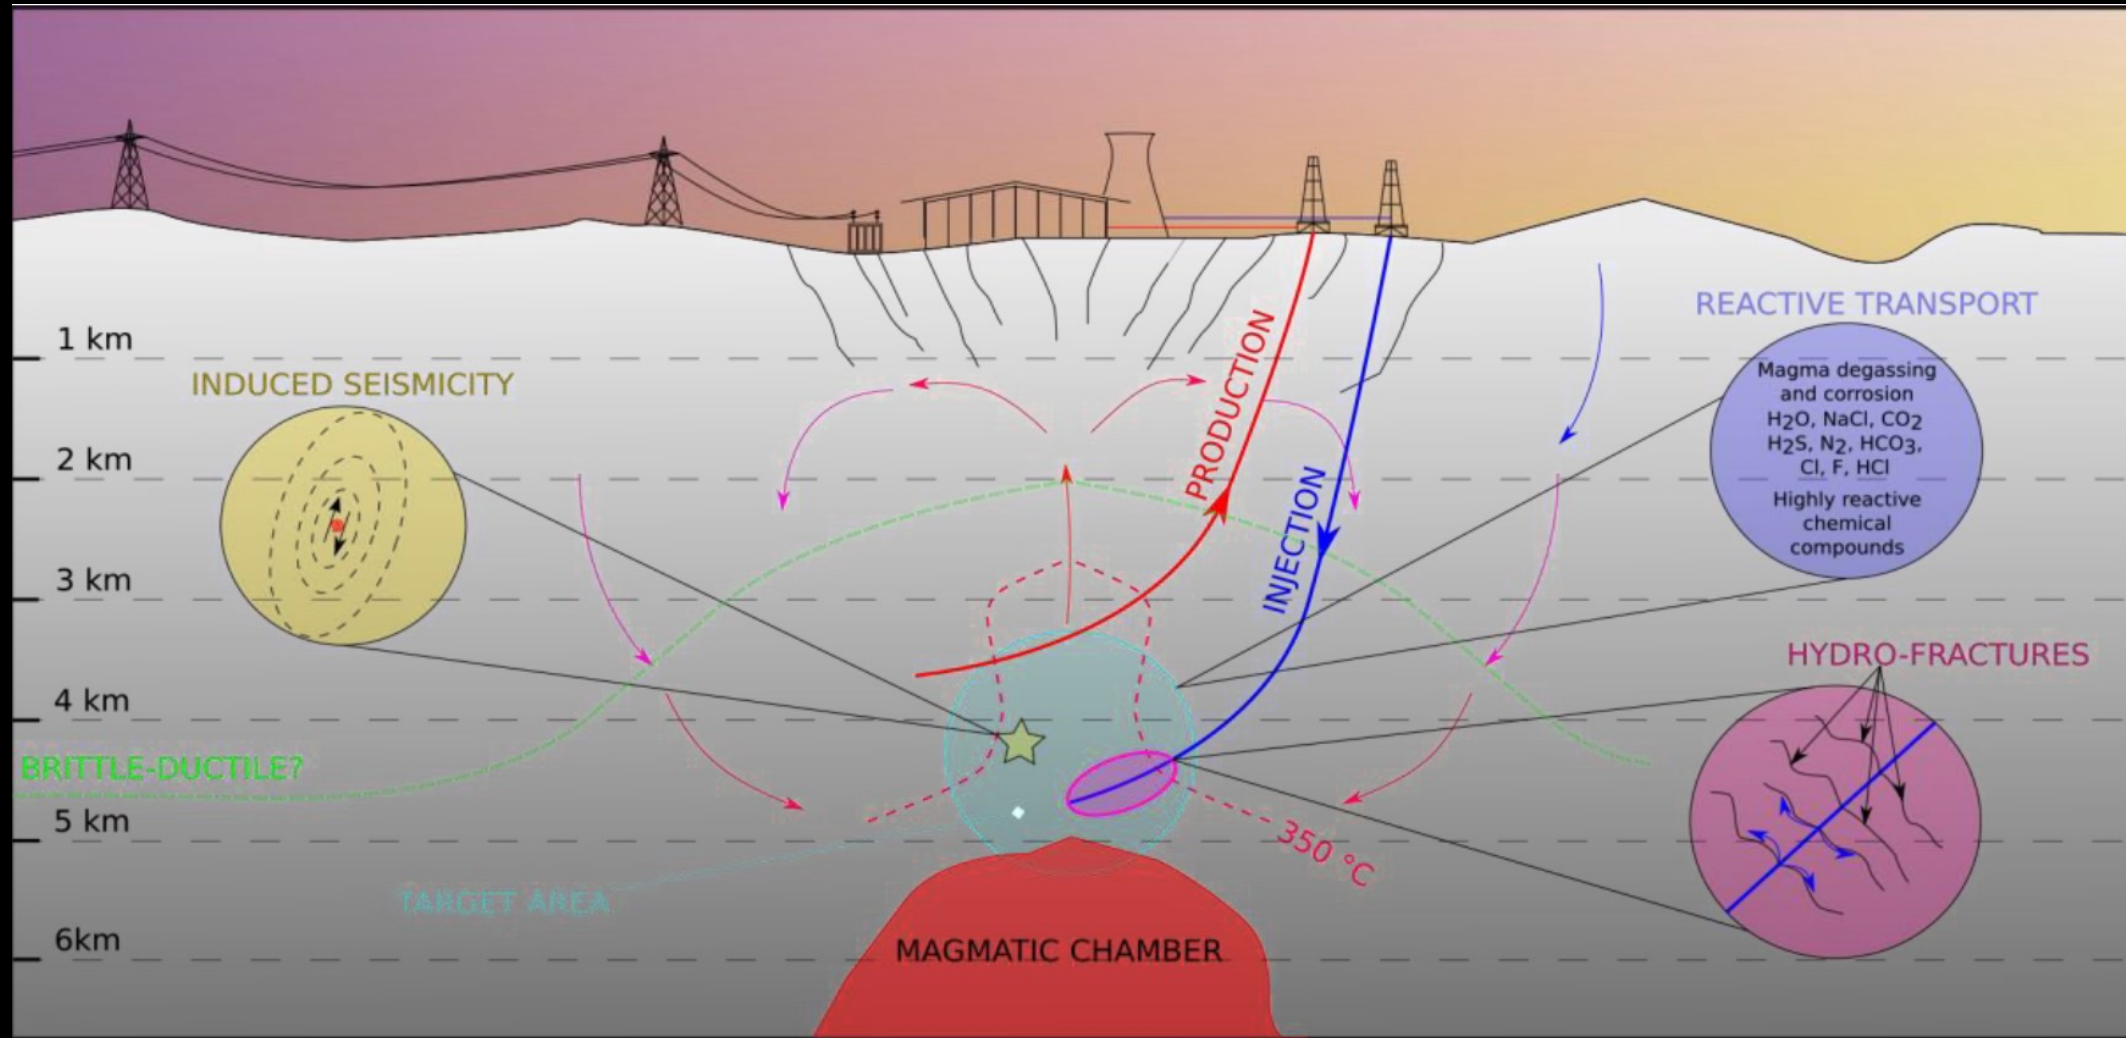 1 km
INDUCED SEISMICITY
2 km
3 km
4 km
BRITTLE-DUCTILE?
5 km
TARGET AREA
6km
PRODUCTION
INJECTION
350 °C
MAGMATIC CHAMBER
REACTIVE TRANSPORT
Magma degassing
and corrosion
H2O, NaCl, CO2
H2S, N2, HCO3,
Cl, F, HCl
Highly reactive
chemical
compounds
HYDRO-FRACTURES